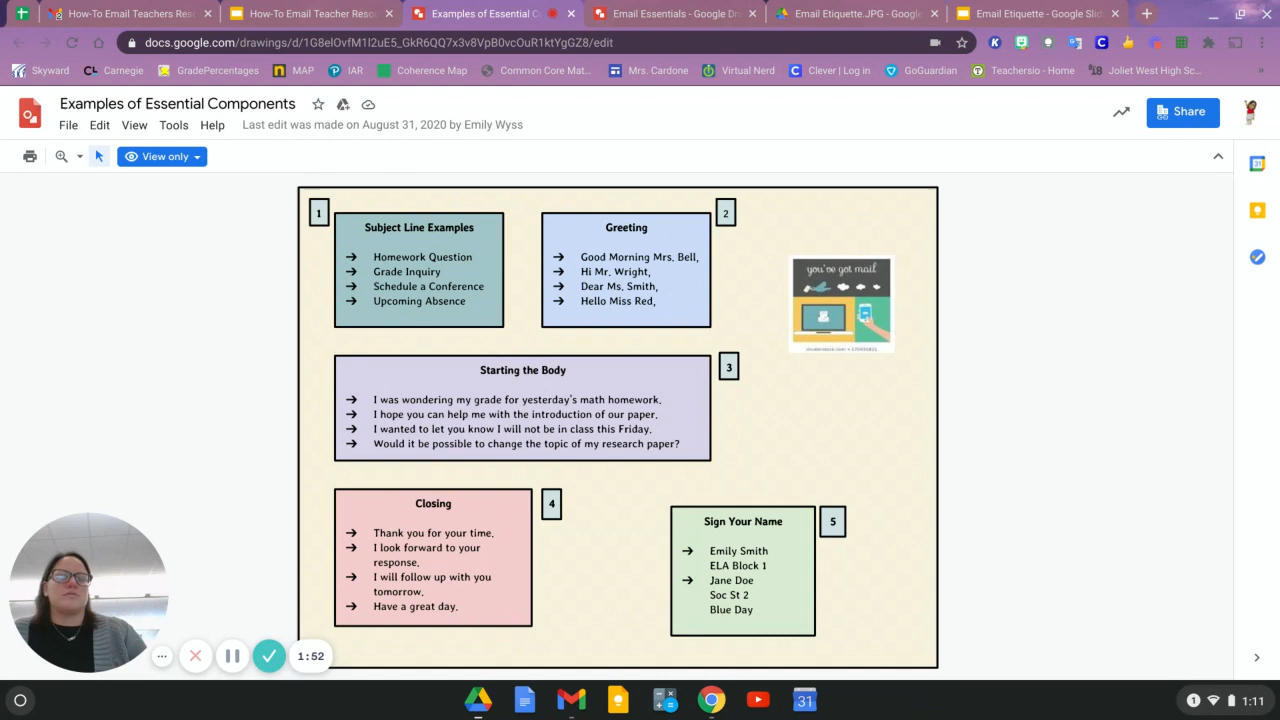 How-To Email Teachers Res
How-To Email Teacher Reso
Examples of Essential C
Email Essentials - Google Dr
Email Etiquette.JPG - Google
Email Etiquette - Google Slid
docs.google.com/drawings/d/1G8elOvfM1I2uE5_GkR6QQ7x3v8VpB0vcOuR1ktYgGZ8/edit
Skyward
CL Carnegie
GradePercentages
n MAP
IAR
Coherence Map
Common Core Mat...
Mrs. Cardone
Virtual Nerd
C Clever | Log in
GoGuardian
Teachersio - Home
'18 Joliet West High Sc...
»
Examples of Essential Components
File Edit View Tools Help
Last edit was made on August 31, 2020 by Emily Wyss
Share
View only
31
1
Subject Line Examples
→ Homework Question
→ Grade Inquiry
→ Schedule a Conference
→ Upcoming Absence
2
Greeting
→ Good Morning Mrs. Bell,
→ Hi Mr. Wright,
→ Dear Ms. Smith,
→ Hello Miss Red,
you've got mail
3
Starting the Body
→ I was wondering my grade for yesterday's math homework.
→ I hope you can help me with the introduction of our paper.
→ I wanted to let you know I will not be in class this Friday.
→ Would it be possible to change the topic of my research paper?
4
Closing
→ Thank you for your time.
→ I look forward to your
response.
→ I will follow up with you
tomorrow.
→ Have a great day.
5
Sign Your Name
→ Emily Smith
ELA Block 1
→ Jane Doe
Soc St 2
Blue Day
1:52
31
1
1:11